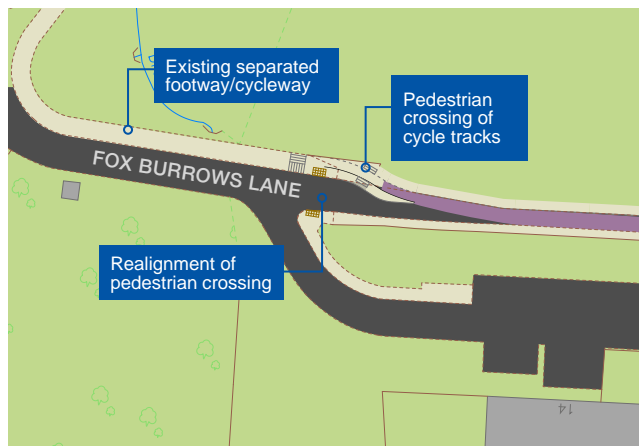 Existing separated
footway/cycleway
Pedestrian
crossing of
cycle tracks
FOX BURROWS LANE
Realignment of
pedestrian crossing
14